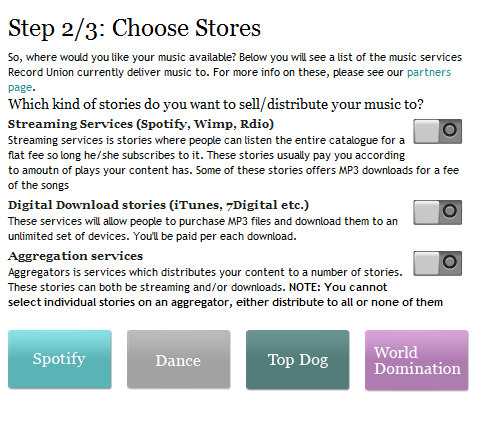 Step 2/3: Choose Stores
So, where would you like your music available? Below you will see a list of the music services
Record Union currently deliver music to. For more info on these, please see our partners
page.
Which kind of stories do you want to sell/distribute your music to?
Streaming Services (Spotify, Wimp, Rdio)
Streaming services is stories where people can listen the entire catalogue for a
flat fee so long he/she subscribes to it. These stories usually pay you according
to amoutn of plays your content has. Some of these stories offers MP3 downloads for a fee
of the songs
Digital Download stories (iTunes, 7Digital etc.)
These services will allow people to purchase MP3 files and download them to an
unlimited set of devices. You'll be paid per each download.
Aggregation services
Aggregators is services which distributes your content to a number of stories.
These stories can both be streaming and/or downloads. NOTE: You cannot
select individual stories on an aggregator, either distribute to all or none of them
Spotify
Dance
Top Dog
World
Domination